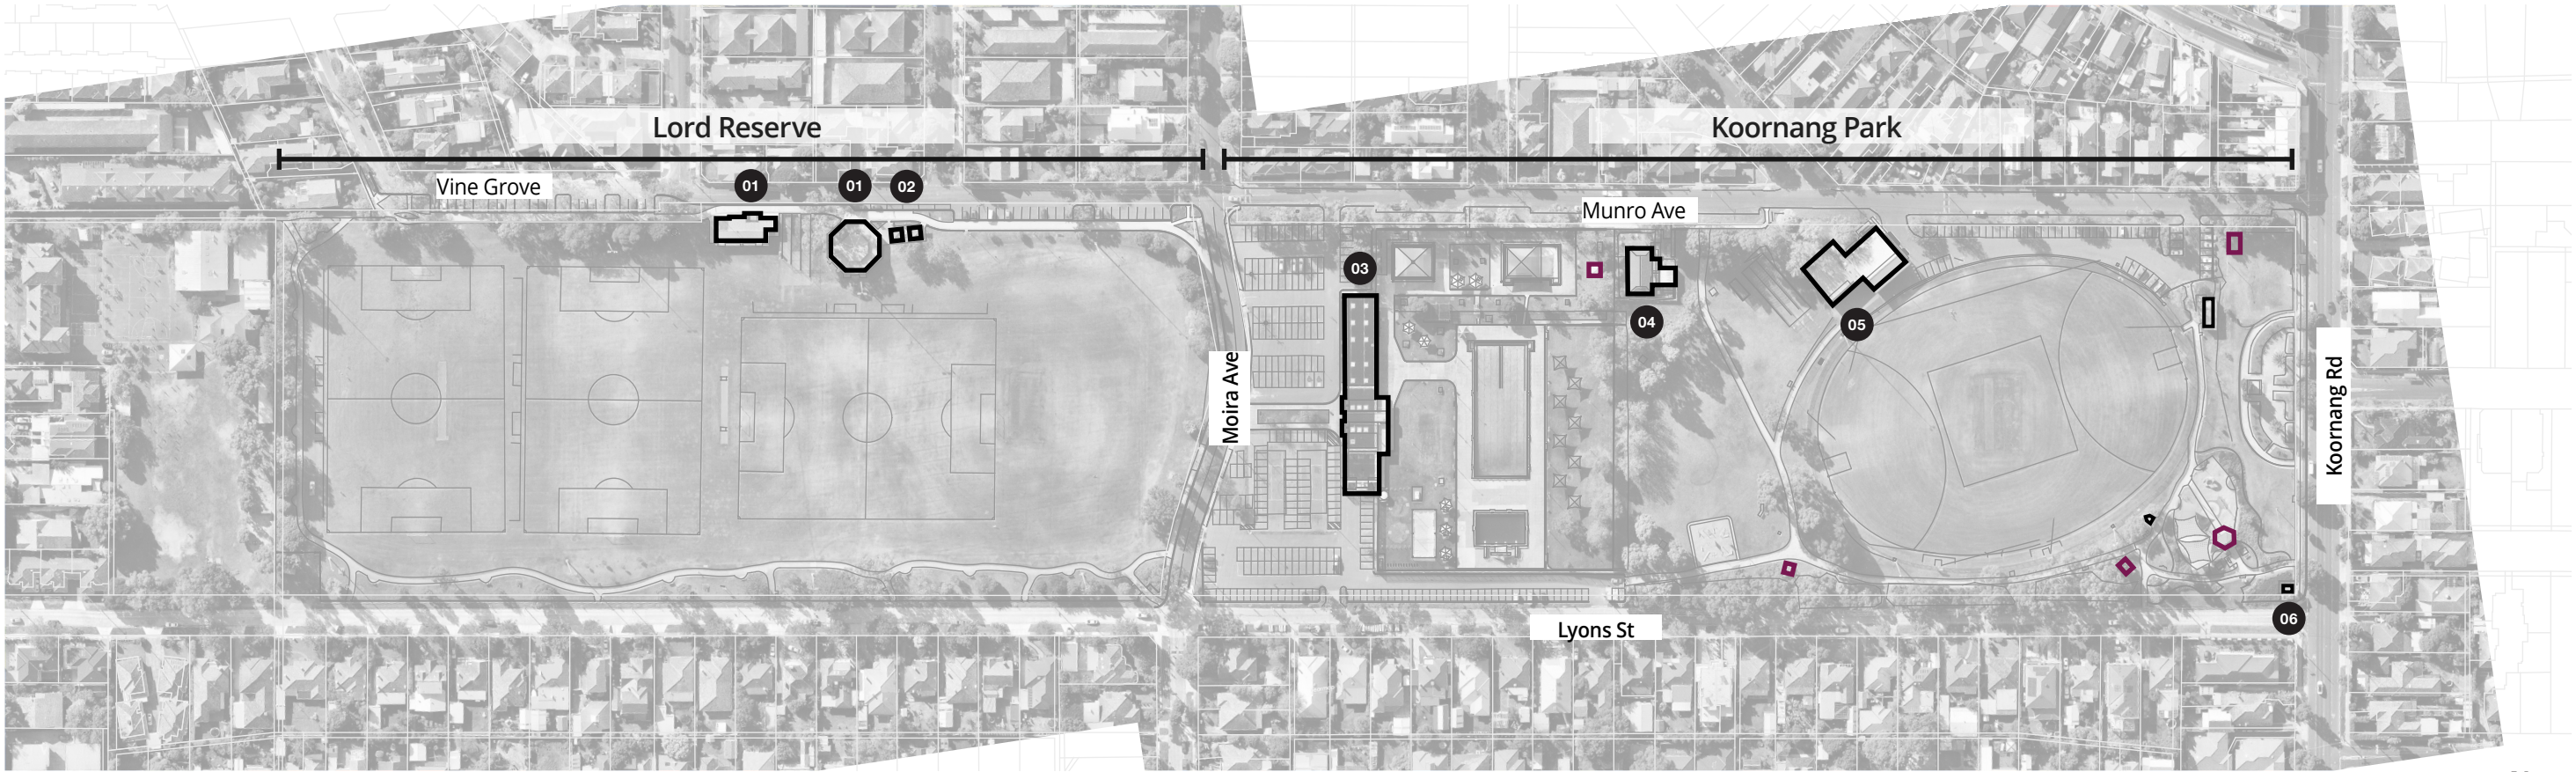 Lord Reserve
Koornang Park
Vine Grove
01
01
02
Munro Ave
03
04
05
Moira Ave
Koornang Rd
06
Lyons St